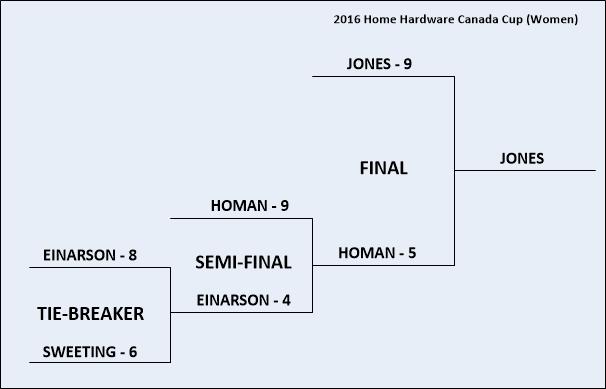 2016 Home Hardware Canada Cup (Women)
JONES - 9
FINAL
JONES
HOMAN - 9
HOMAN - 5
EINARSON - 8
SEMI-FINAL
EINARSON - 4
TIE-BREAKER
SWEETING - 6